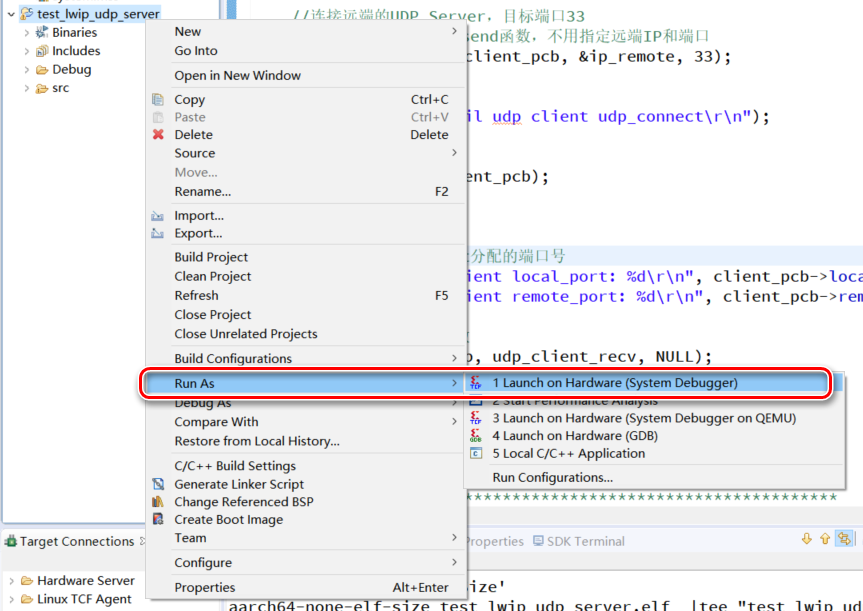 test_lwip_udp_server
Binaries
Includes
Debug
src
//连接远端的UDP Server，目标端口33
send函数，不用指定远端IP和端口
client_pcb, &ip_remote, 33);
il udp client udp_connect\r\n");
ent_pcb);
分配的端口号
ient local_port: %d\r\n", client_pcb->loca
ient remote_port: %d\r\n", client_pcb->rem
, udp_client_recv, NULL);
New
Go Into
Open in New Window
Copy Ctrl+C
Paste Ctrl+V
Delete Delete
Source
Move...
Rename... F2
Import...
Export...
Build Project
Clean Project
Refresh F5
Close Project
Close Unrelated Projects
Build Configurations
Run As
Debug As
Compare With
Restore from Local History...
C/C++ Build Settings
Generate Linker Script
Change Referenced BSP
Create Boot Image
Team
Configure
Properties Alt+Enter
1 Launch on Hardware (System Debugger)
2 Start Performance Analysis
3 Launch on Hardware (System Debugger on QEMU)
4 Launch on Hardware (GDB)
5 Local C/C++ Application
Run Configurations...
Target Connections
Hardware Server
Linux TCF Agent
roperties
SDK Terminal
ize'
aarch64-none-elf-size test_lwip_udp_server.elf |tee "test_lwip_ud